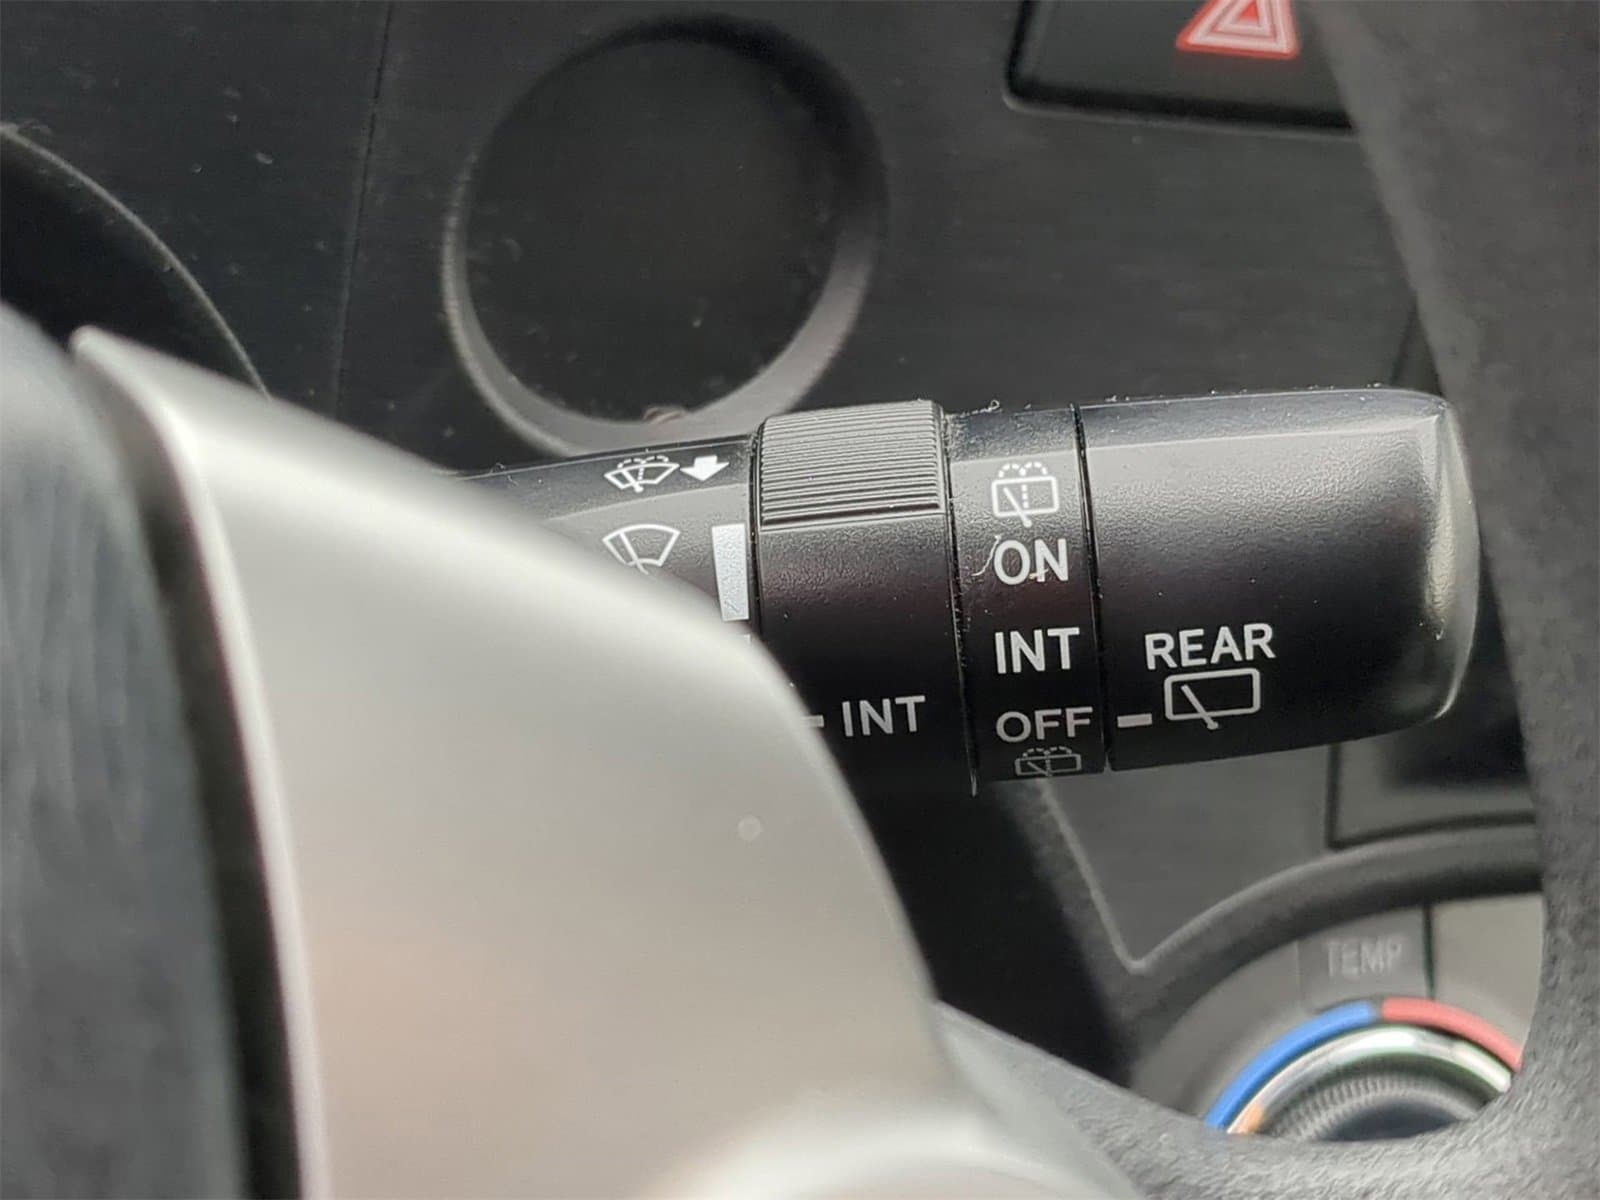 ON
INT
REAR
INT
OFF
TEMP